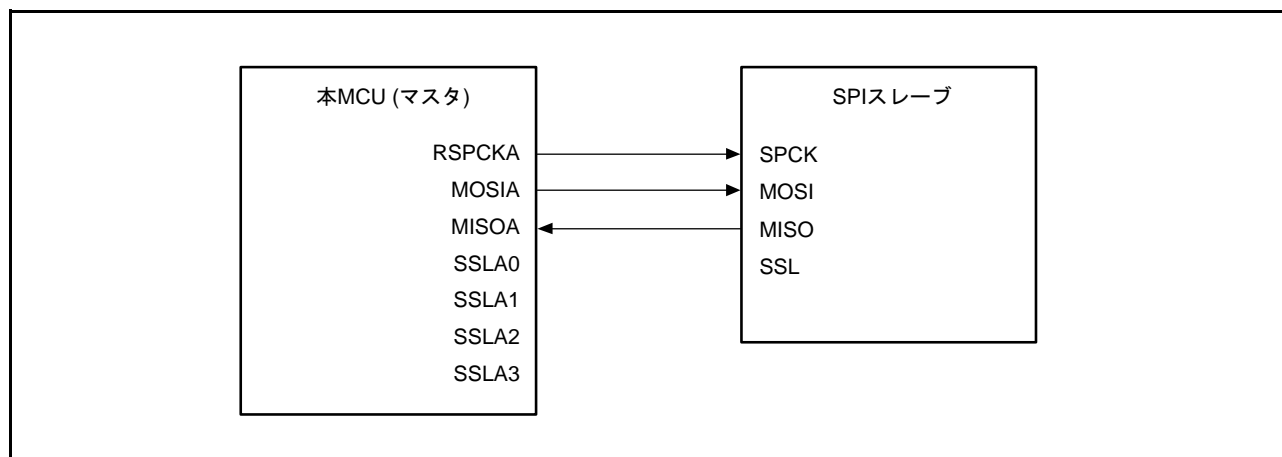 本MCU (マスタ)
RSPCKA
MOSIA
MISOA
SSLA0
SSLA1
SSLA2
SSLA3
SPIスレーブ
SPCK
MOSI
MISO
SSL